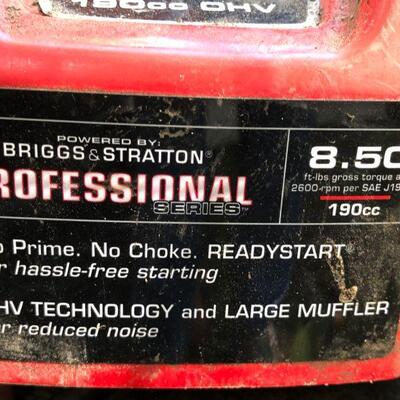 190cc OHV
POWERED BY:
BRIGGS & STRATTON®
ROFESSIONAL
SERIES™
8.50
ft-lbs gross torque a
2600-rpm per SAE J19
190cc
o Prime. No Choke. READYSTART®
r hassle-free starting
HV TECHNOLOGY and LARGE MUFFLER
r reduced noise